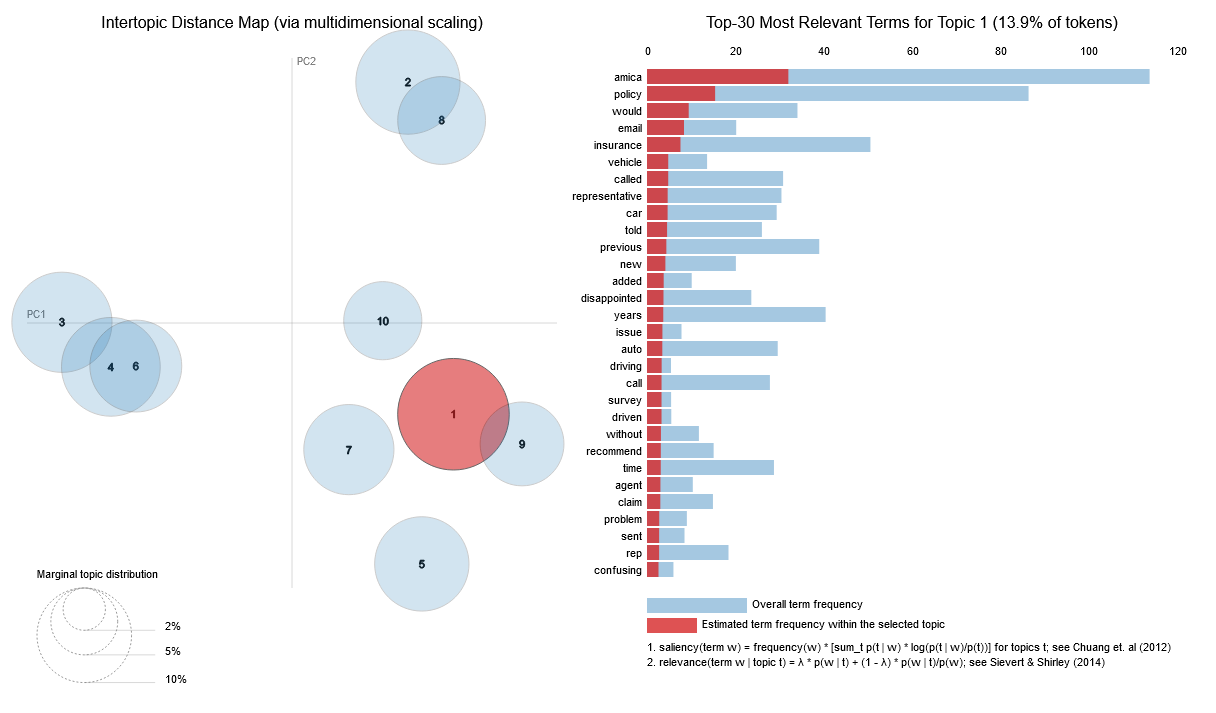 Intertopic Distance Map (via multidimensional scaling)
PC2
2
8
PC1
3
10
4
6
1
7
9
5
Marginal topic distribution
2%
5%
10%
Top-30 Most Relevant Terms for Topic 1 (13.9% of tokens)
0 20 40 60 80 100 120
amica
policy
would
email
insurance
vehicle
called
representative
car
told
previous
new
added
disappointed
years
issue
auto
driving
call
survey
driven
without
recommend
time
agent
claim
problem
sent
rep
confusing
Overall term frequency
Estimated term frequency within the selected topic
1. saliency(term w) = frequency(w) * [sum_t p(t | w) * log(p(t | w)/p(t))] for topics t; see Chuang et. al (2012)
2. relevance(term w | topic t) = λ * p(w | t) + (1 - λ) * p(w | t)/p(w); see Sievert & Shirley (2014)